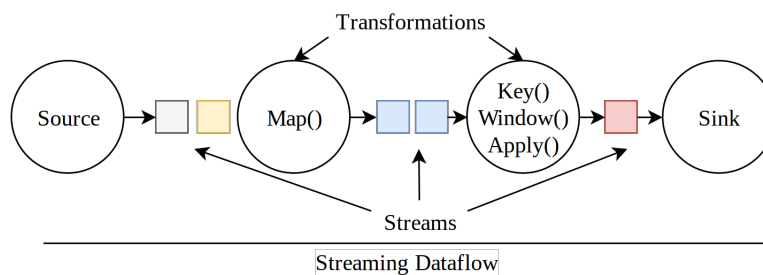 Transformations
Source
Map()
Key()
Window()
Apply()
Sink
Streams
Streaming Dataflow